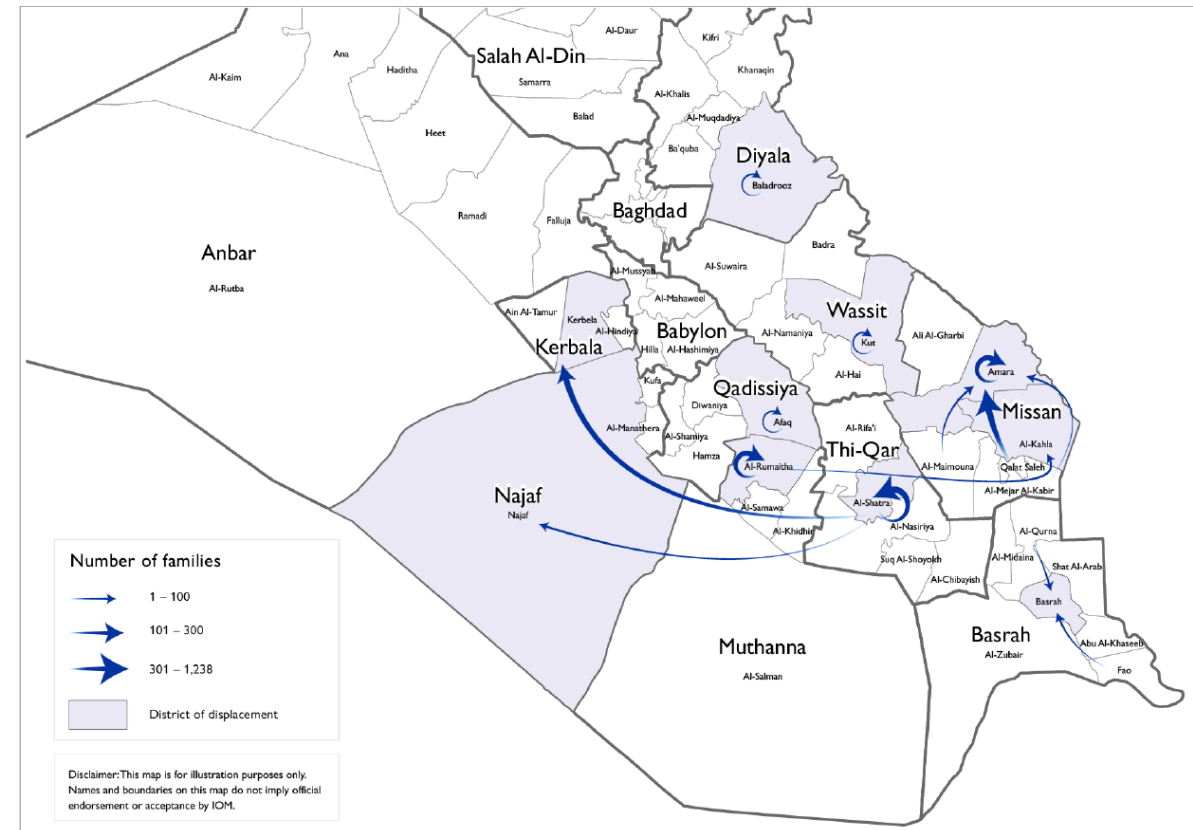 Al-Daur
Kifri
Ana
Salah Al-Din
Haditha
Khanaqin
Al-Kaim
Samarra
Al-Khalis
Balad
Al-Muqdadiya
Heet
Ba'quba
Diyala
Baladrooz
Baghdad
Ramadi
Falluja
Badra
Anbar
Al-Suwaira
Al-Mussyab
Al-Rutba
Al-Mahaweel
Ain Al-Tamur
Kerbela
Wassit
Al-Hindiya
Babylon
Al-Namaniya
Ali Al-Gharbi
Kerbala
Hilla
Al-Hashimiya
Kut
Al-Hai
Amara
Kufa
Qadissiya
Diwaniya
Missan
Afaq
Al-Manathera
Al-Rifa'i
Al-Shamiya
Al-Kahla
Thi-Qar
Hamza
Al-Rumaitha
Al-Maimouna
Qalat Saleh
Najaf
Al-Mejar Al-Kabir
Najaf
Al-Samawa
Al-Shatra
Al-Nasiriya
Al-Khidhir
Al-Qurna
Suq Al-Shoyokh
Al-Midaina
Shat Al-Arab
Al-Chibayish
Basrah
Basrah
Abu Al-Khaseeb
Muthanna
Al-Zubair
Fao
Al-Salman
Number of families
1 – 100
101 – 300
301 – 1,238
District of displacement
Disclaimer: This map is for illustration purposes only.
Names and boundaries on this map do not imply official
endorsement or acceptance by IOM.